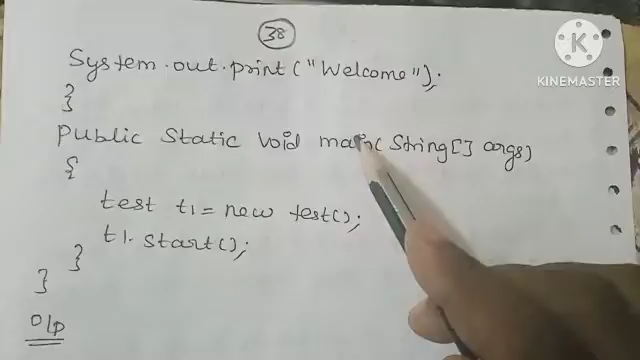 38
System.out.print("Welcome");
}
public static void main(String[] args)
{
test t1 = new test();
t1.start();
}
}
O/p
K
KINEMASTER